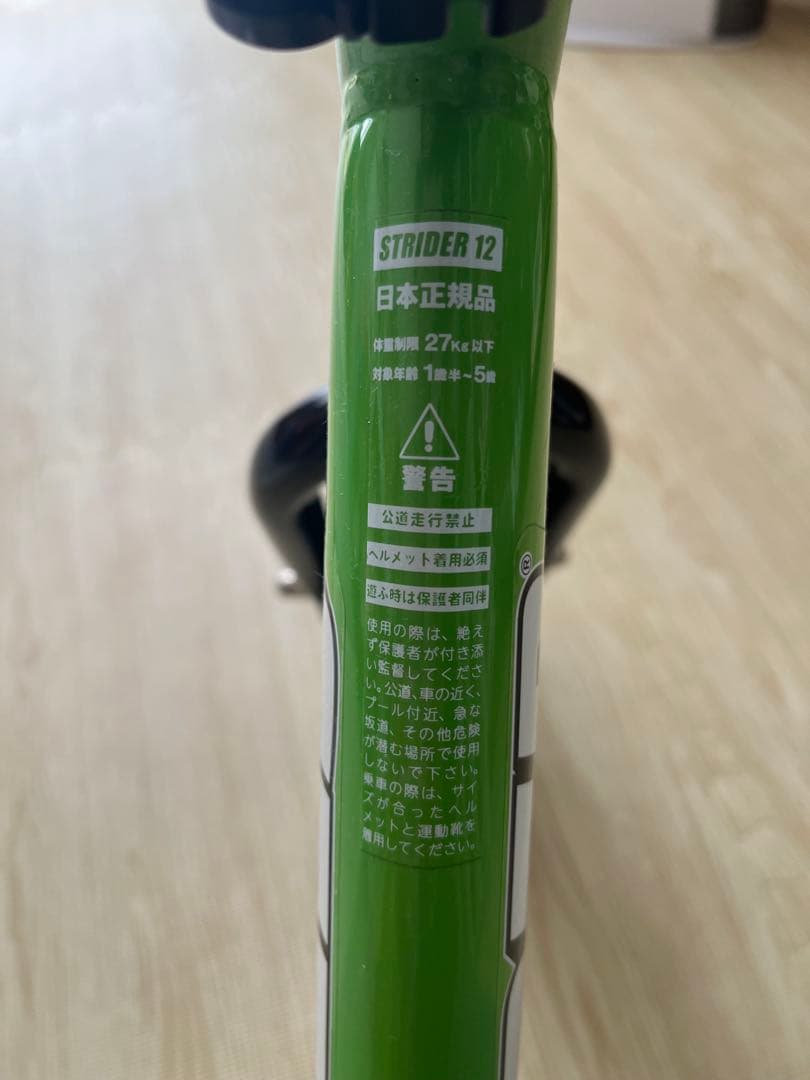 STRIDER 12
日本正規品
体重制限 27Kg 以下
対象年齢 1歳半~5歳
警告
公道走行禁止
ヘルメット着用必須
遊ぶ時は保護者同伴
使用の際は、絶え
ず保護者が付き添
い監督してくださ
い。公道、車の近く、
プール付近、急な
坂道、その他危険
が潜む場所で使用
しないで下さい。
乗車の際は、サイ
ズが合ったヘル
メットと運動靴を
着用してください。
®